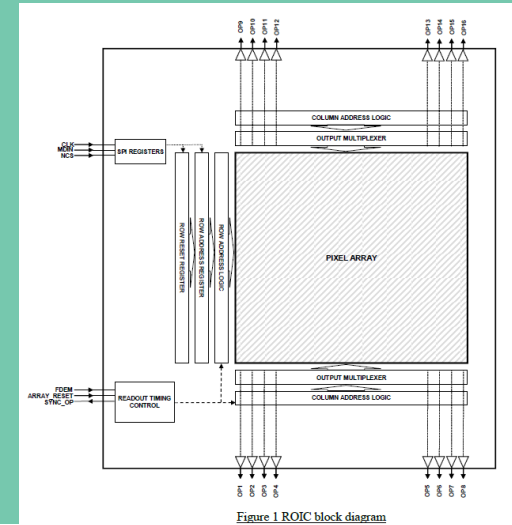 OP9
OP10
OP11
OP12
OP13
OP14
OP15
OP16
COLUMN ADDRESS LOGIC
OUTPUT MULTIPLEXER
CLK
MDIN
NCS
SPI REGISTERS
ROW RESET REGISTER
ROW ADDRESS REGISTER
ROW ADDRESS LOGIC
PIXEL ARRAY
OUTPUT MULTIPLEXER
COLUMN ADDRESS LOGIC
FDEM
ARRAY_RESET
SYNC_OP
READOUT TIMING
CONTROL
OP1
OP2
OP3
OP4
OP5
OP6
OP7
OP8
Figure 1 ROIC block diagram